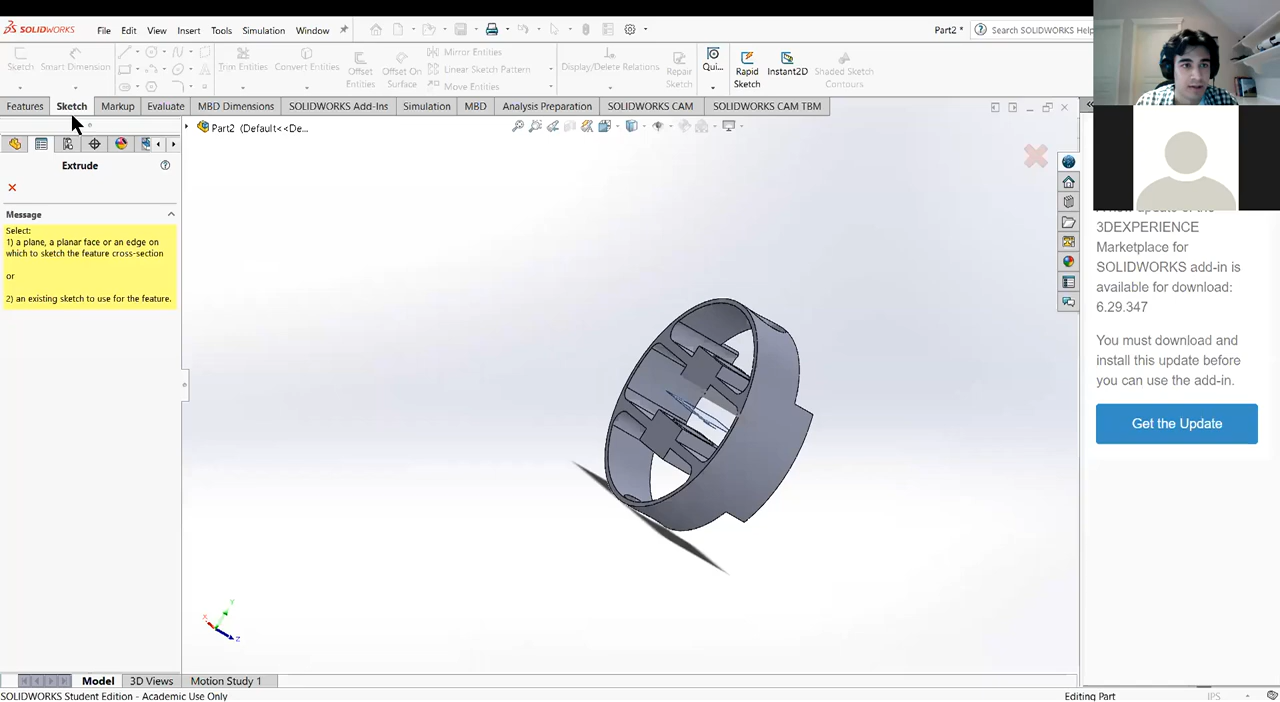 SOLIDWORKS File Edit View Insert Tools Simulation Window Part2 * Search SOLIDWORKS Help
Sketch Smart Dimension Trim Entities Convert Entities Offset Entities Offset On Surface Mirror Entities Linear Sketch Pattern Move Entities Display/Delete Relations Repair Sketch Qui... Rapid Sketch Instant2D Shaded Sketch Contours
Features Sketch Markup Evaluate MBD Dimensions SOLIDWORKS Add-Ins Simulation MBD Analysis Preparation SOLIDWORKS CAM SOLIDWORKS CAM TBM
Part2 (Default<<De...
Extrude
Message
Select:
1) a plane, a planar face or an edge on
which to sketch the feature cross-section
or
2) an existing sketch to use for the feature.
3DEXPERIENCE
Marketplace for
SOLIDWORKS add-in is
available for download:
6.29.347
You must download and
install this update before
you can use the add-in.
Get the Update
Y
X
Z
Model 3D Views Motion Study 1
SOLIDWORKS Student Edition - Academic Use Only Editing Part IPS